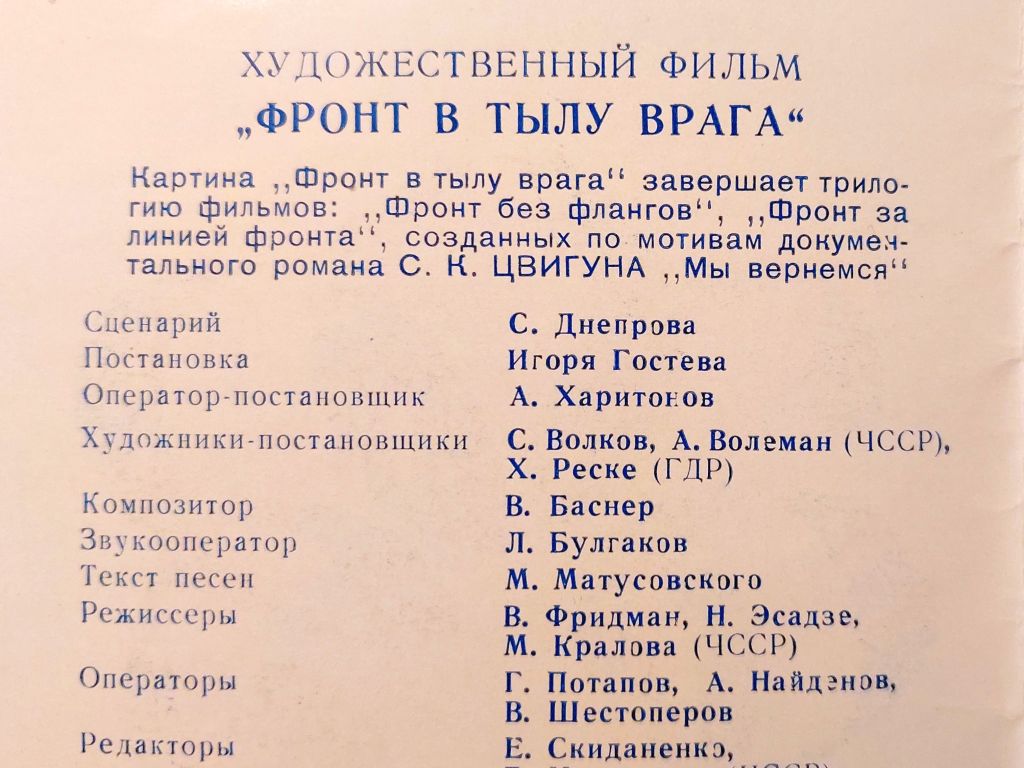 ХУДОЖЕСТВЕННЫЙ ФИЛЬМ
„ФРОНТ В ТЫЛУ ВРАГА“
Картина ,,Фронт в тылу врага‘‘ завершает трило-
гию фильмов: ,,Фронт без флангов‘‘, ,,Фронт за
линией фронта‘‘, созданных по мотивам докумен-
тального романа С. К. ЦВИГУНА ,,Мы вернемся‘‘
Сценарий С. Днепрова
Постановка Игоря Гостева
Оператор-постановщик А. Харитонов
Художники-постановщики С. Волков, А. Волеман (ЧССР),
Х. Реске (ГДР)
Композитор В. Баснер
Звукооператор Л. Булгаков
Текст песен М. Матусовского
Режиссеры В. Фридман, Н. Эсадзе,
М. Кралова (ЧССР)
Операторы Г. Потапов, А. Найденов,
В. Шестоперов
Редакторы Е. Скиданенко,